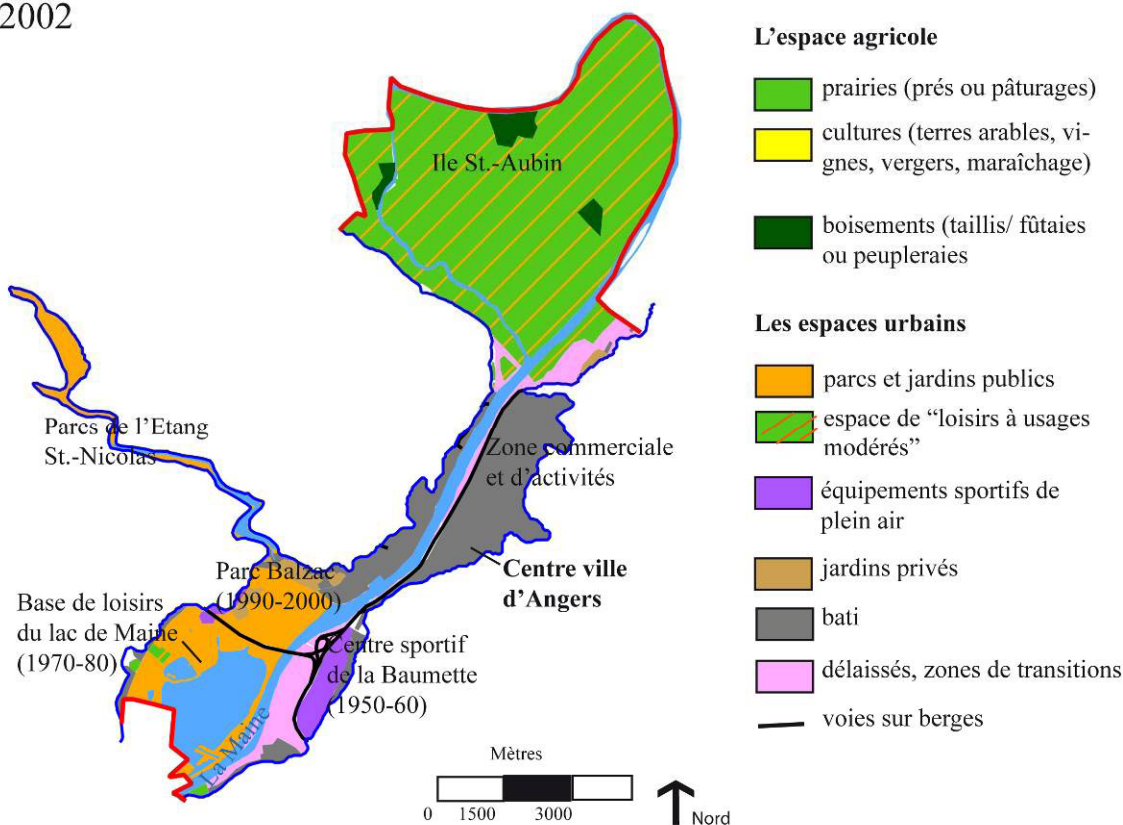 2002
Ile St.-Aubin
Parcs de l'Etang
St.-Nicolas
Zone commerciale
et d'activités
Centre ville
d'Angers
Parc Balzac
(1990-2000)
Base de loisirs
du lac de Maine
(1970-80)
Centre sportif
de la Baumette
(1950-60)
La Maine
Mètres
0 1500 3000
Nord
L'espace agricole
prairies (prés ou pâturages)
cultures (terres arables, vi-
gnes, vergers, maraîchage)
boisements (taillis/ fûtaies
ou peupleraies
Les espaces urbains
parcs et jardins publics
espace de “loisirs à usages
modérés”
équipements sportifs de
plein air
jardins privés
bati
délaissés, zones de transitions
voies sur berges